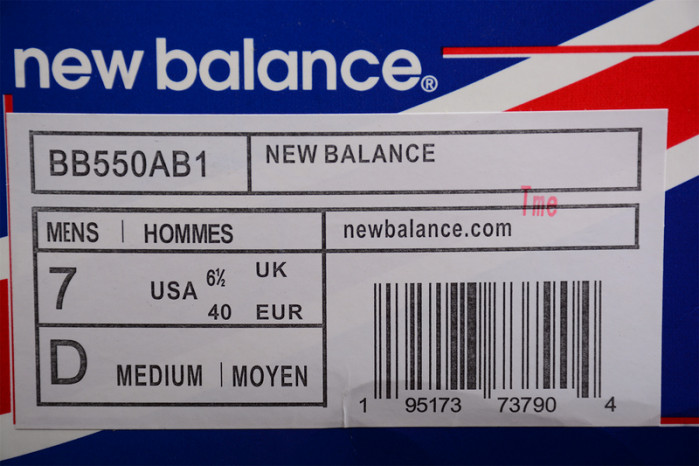 new balance®
BB550AB1
NEW BALANCE
Tme
MENS | HOMMES
newbalance.com
7 USA 6½ UK
40 EUR
D MEDIUM | MOYEN
1 95173 73790 4